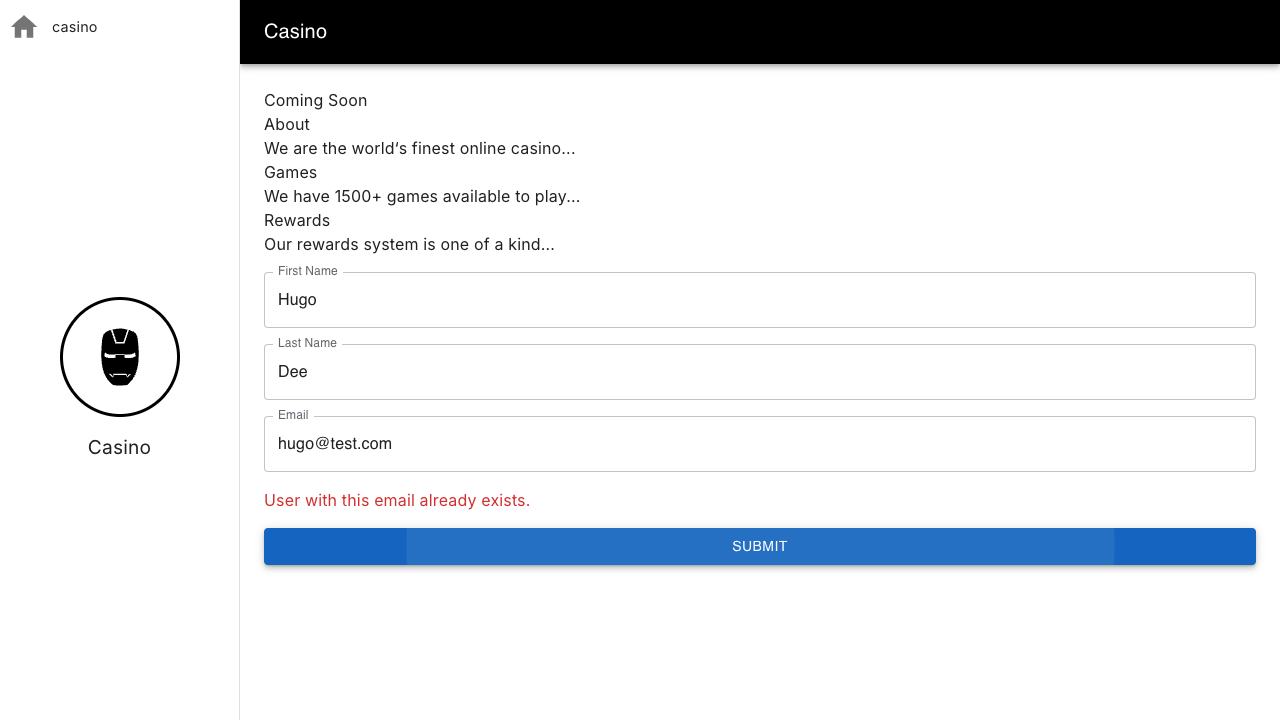 casino
Casino
Casino
Coming Soon
About
We are the world‘s finest online casino...
Games
We have 1500+ games available to play...
Rewards
Our rewards system is one of a kind...
First Name
Hugo
Last Name
Dee
Email
hugo@test.com
User with this email already exists.
SUBMIT